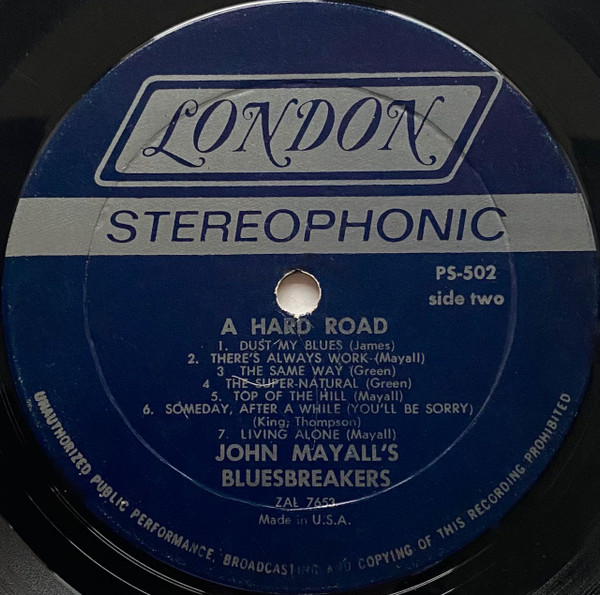 LONDON
STEREOPHONIC
PS-502
side two
A HARD ROAD
1. DUST MY BLUES (James)
2. THERE'S ALWAYS WORK (Mayall)
3 THE SAME WAY (Green)
4 THE SUPER-NATURAL (Green)
5. TOP OF THE HILL (Mayall)
6. SOMEDAY, AFTER A WHILE (YOU'LL BE SORRY)
(King; Thompson)
7. LIVING ALONE (Mayall)
JOHN MAYALL'S
BLUESBREAKERS
ZAL 7653
Made in U.S.A.
UNAUTHORIZED PUBLIC PERFORMANCE, BROADCASTING AND COPYING OF THIS RECORDING PROHIBITED